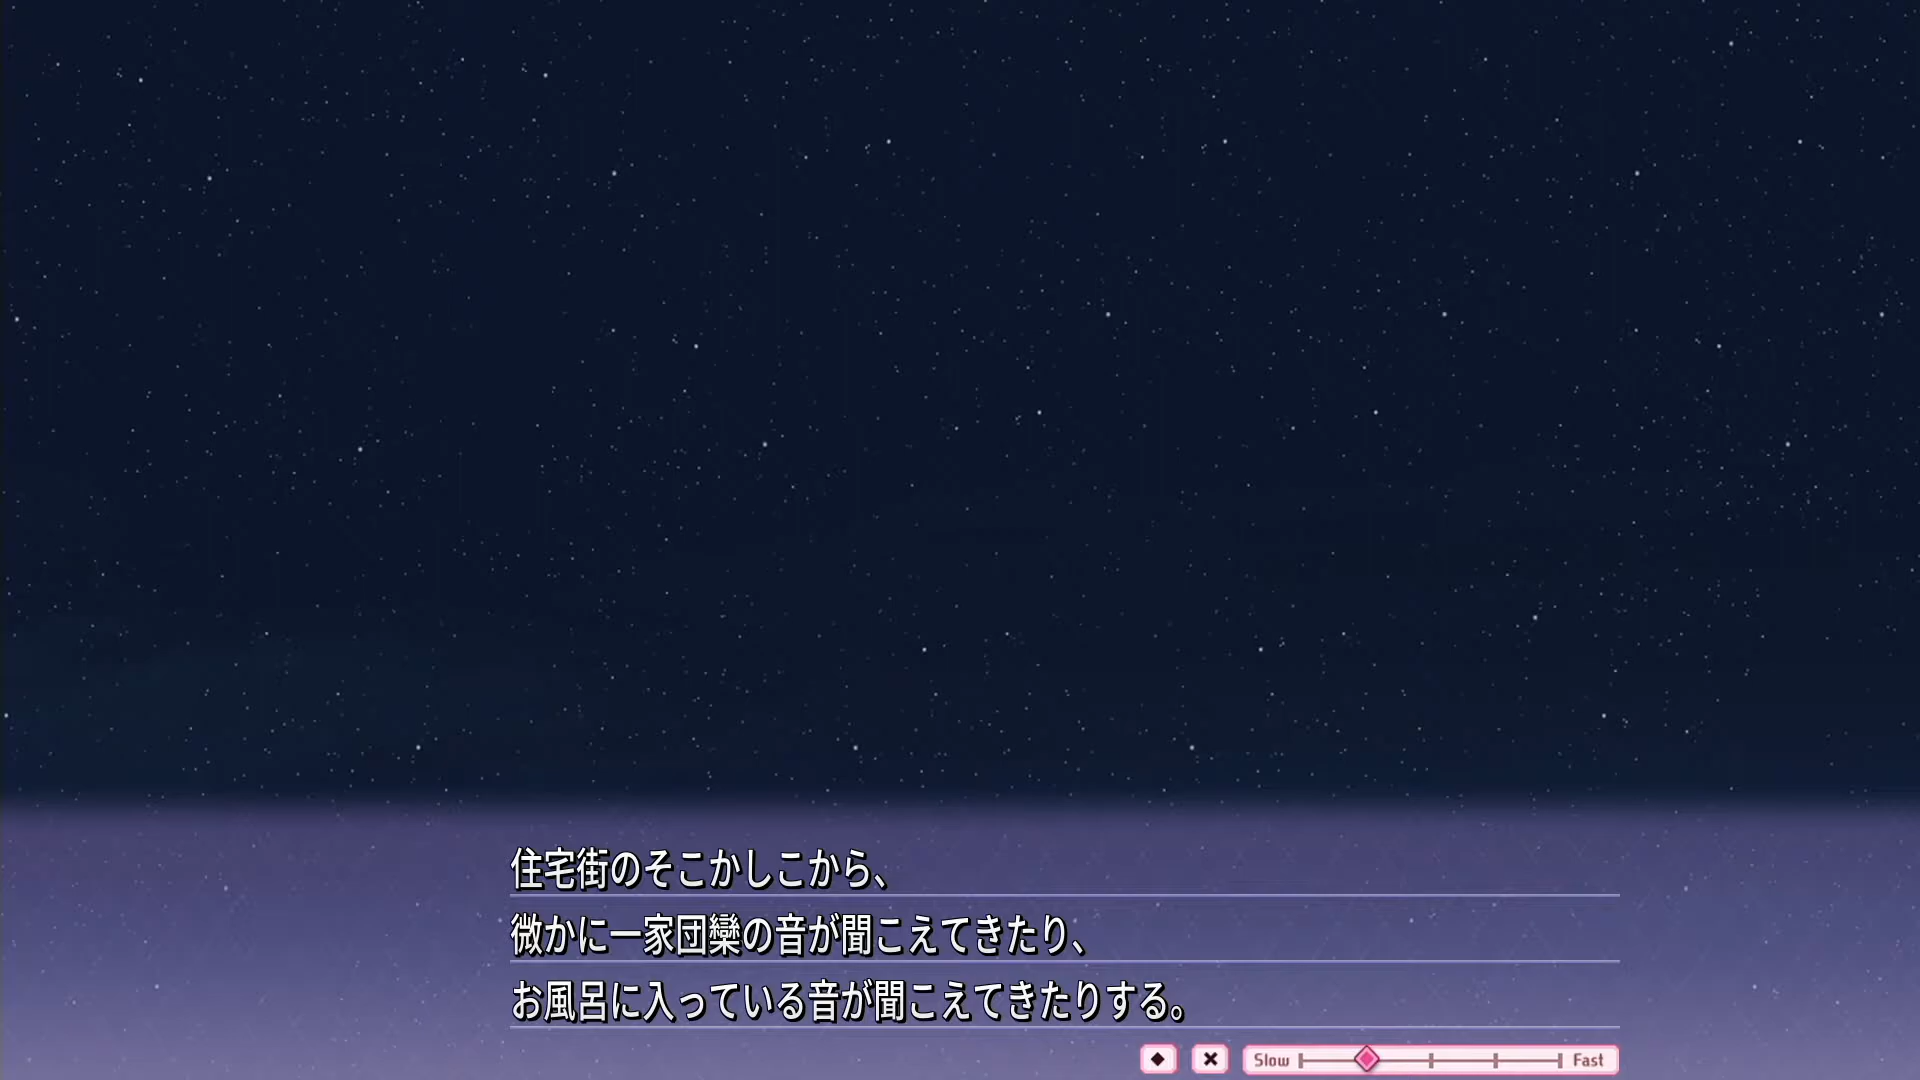 住宅街のそこかしこから、
微かに一家団欒の音が聞こえてきたり、
お風呂に入っている音が聞こえてきたりする。
Slow Fast